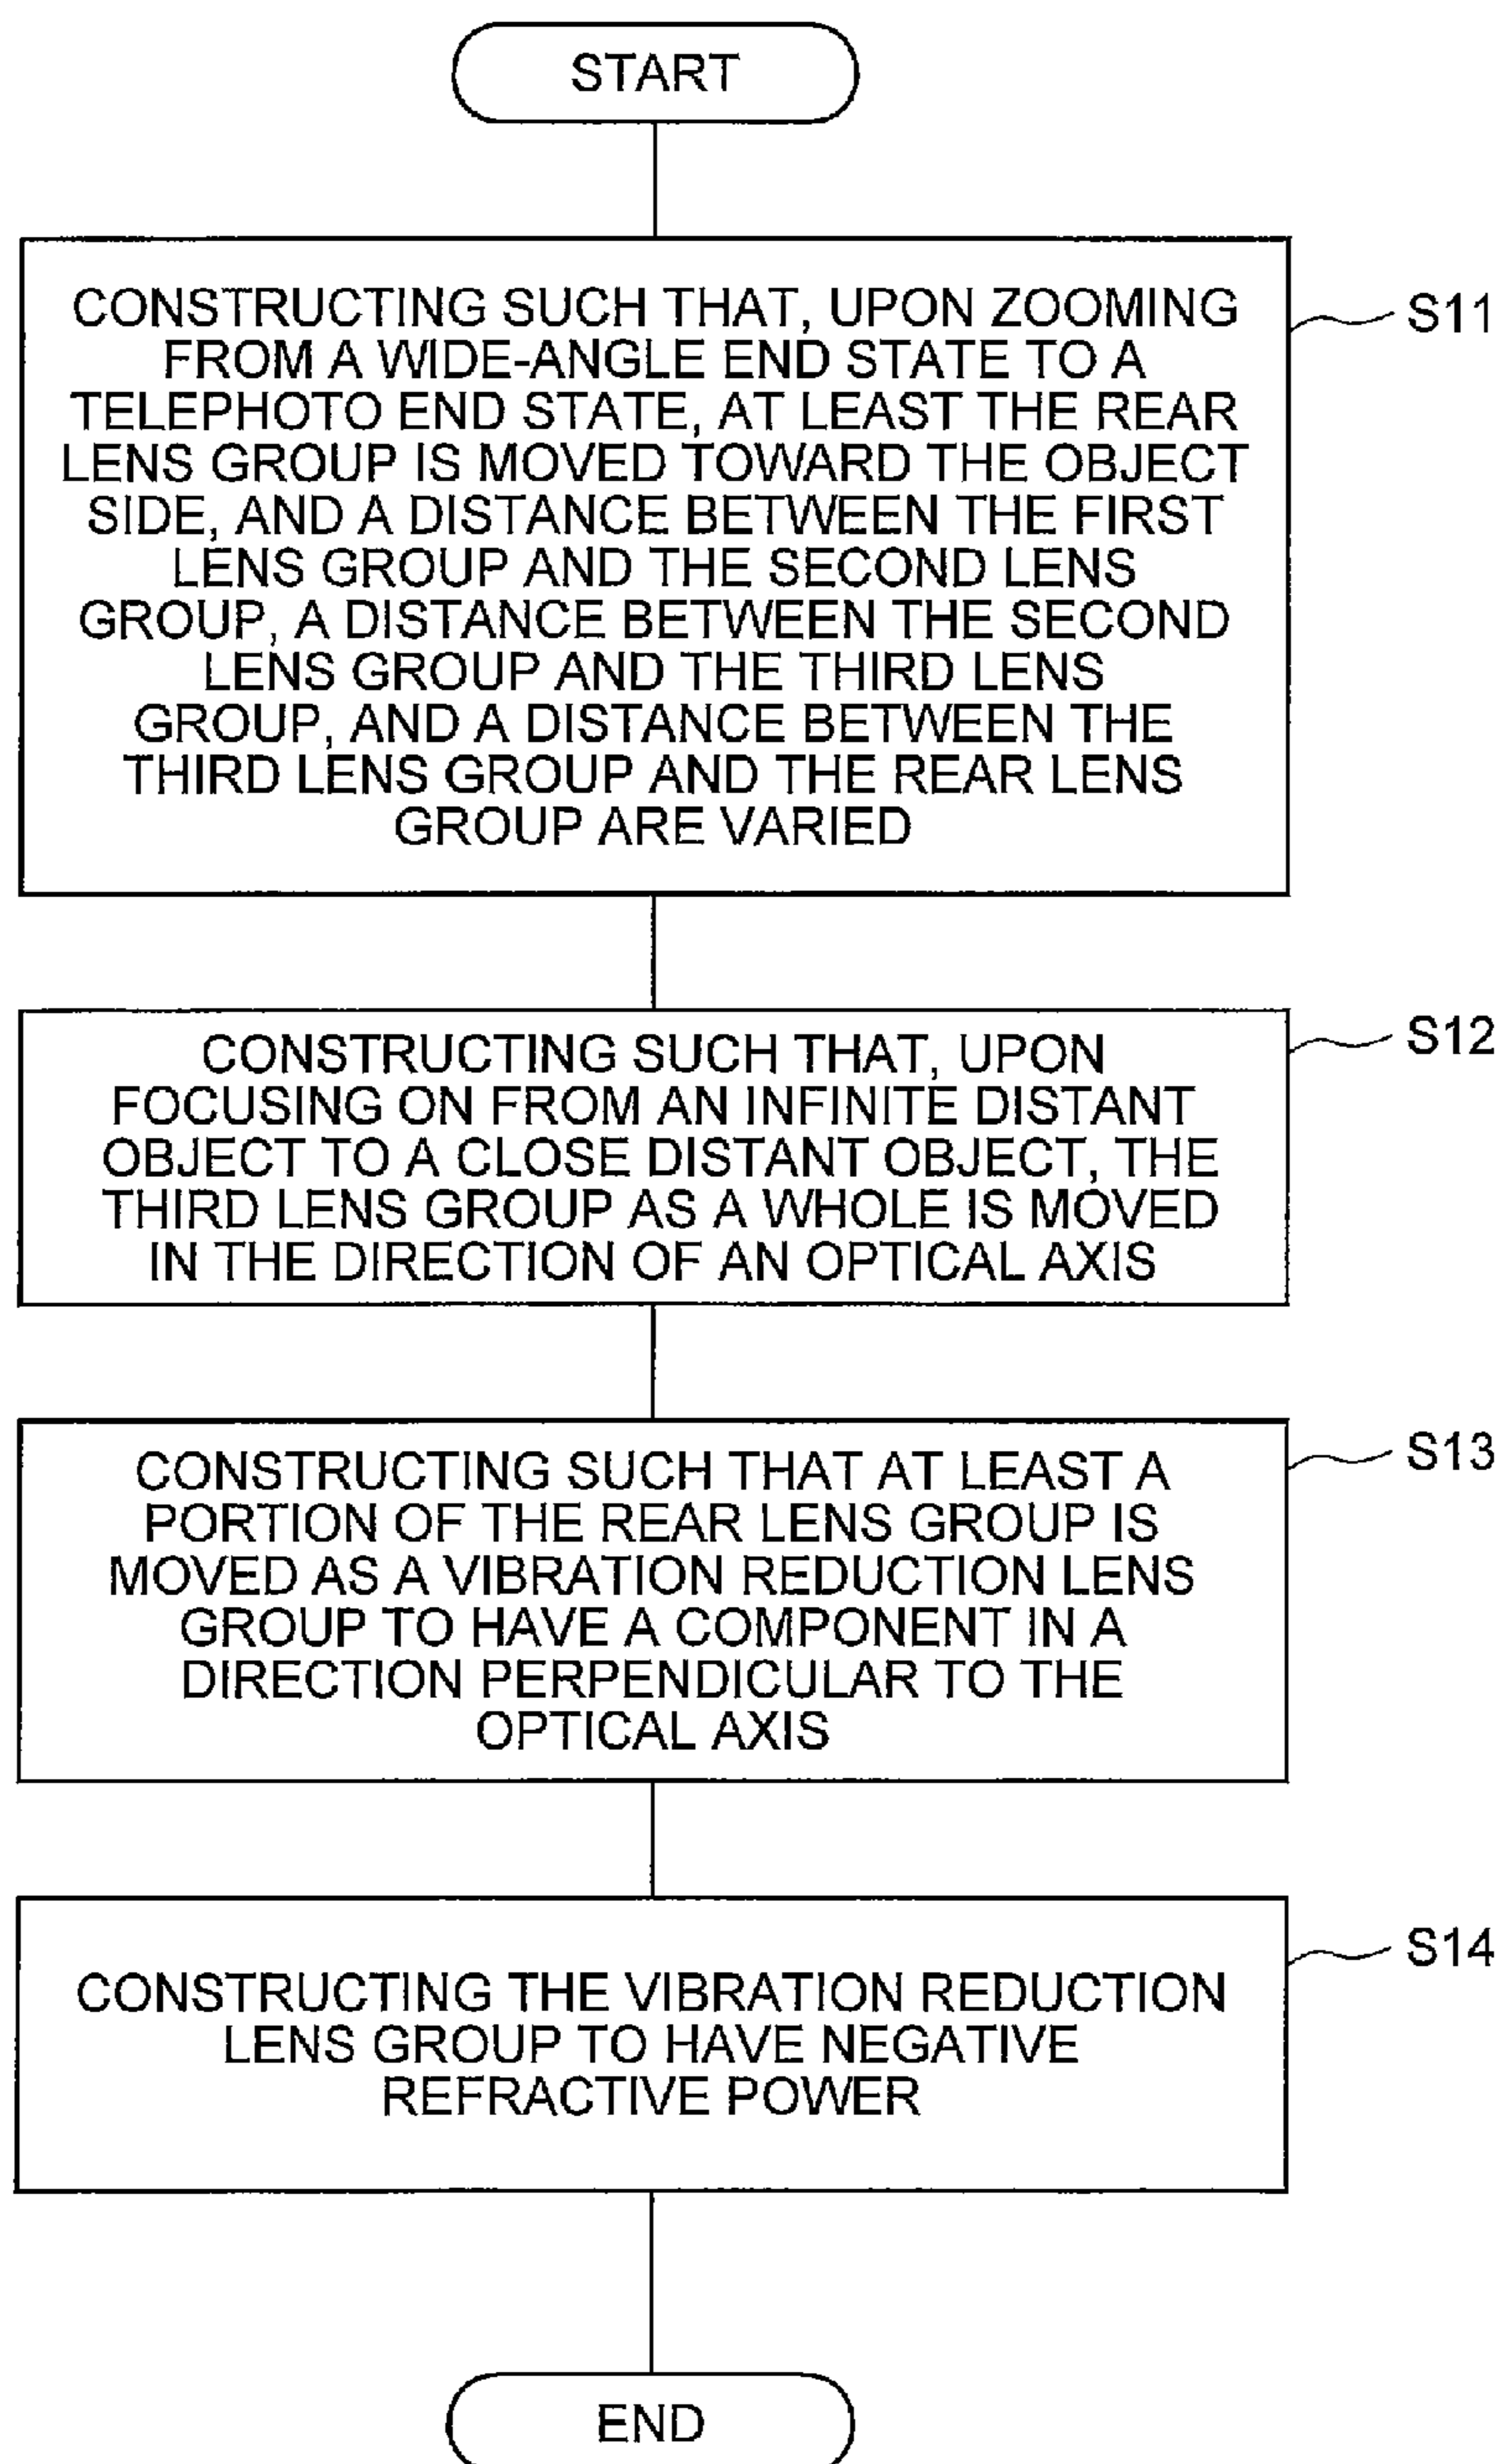 START
CONSTRUCTING SUCH THAT, UPON ZOOMING
FROM A WIDE-ANGLE END STATE TO A
TELEPHOTO END STATE, AT LEAST THE REAR
LENS GROUP IS MOVED TOWARD THE OBJECT
SIDE, AND A DISTANCE BETWEEN THE FIRST
LENS GROUP AND THE SECOND LENS
GROUP, A DISTANCE BETWEEN THE SECOND
LENS GROUP AND THE THIRD LENS
GROUP, AND A DISTANCE BETWEEN THE
THIRD LENS GROUP AND THE REAR LENS
GROUP ARE VARIED
S11
CONSTRUCTING SUCH THAT, UPON
FOCUSING ON FROM AN INFINITE DISTANT
OBJECT TO A CLOSE DISTANT OBJECT, THE
THIRD LENS GROUP AS A WHOLE IS MOVED
IN THE DIRECTION OF AN OPTICAL AXIS
S12
CONSTRUCTING SUCH THAT AT LEAST A
PORTION OF THE REAR LENS GROUP IS
MOVED AS A VIBRATION REDUCTION LENS
GROUP TO HAVE A COMPONENT IN A
DIRECTION PERPENDICULAR TO THE
OPTICAL AXIS
S13
CONSTRUCTING THE VIBRATION REDUCTION
LENS GROUP TO HAVE NEGATIVE
REFRACTIVE POWER
S14
END